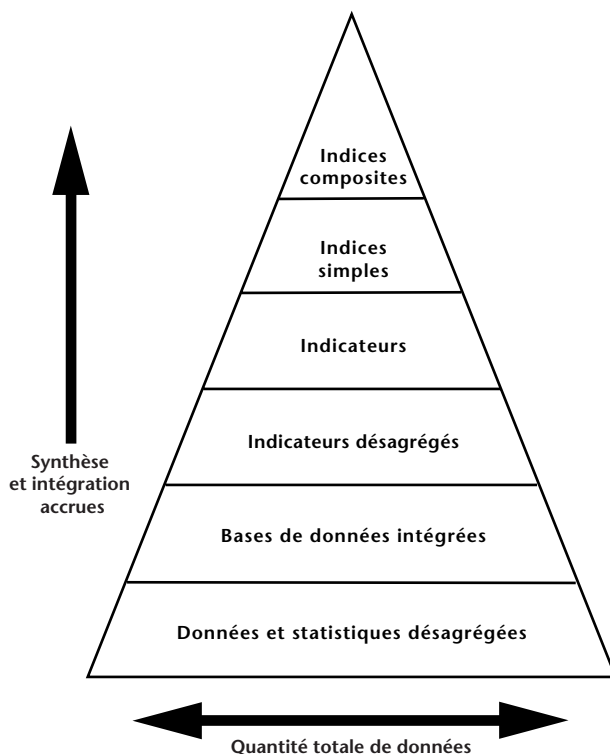 Indices
composites
Indices
simples
Indicateurs
Indicateurs désagrégés
Synthèse
et intégration
accrues
Bases de données intégrées
Données et statistiques désagrégées
Quantité totale de données